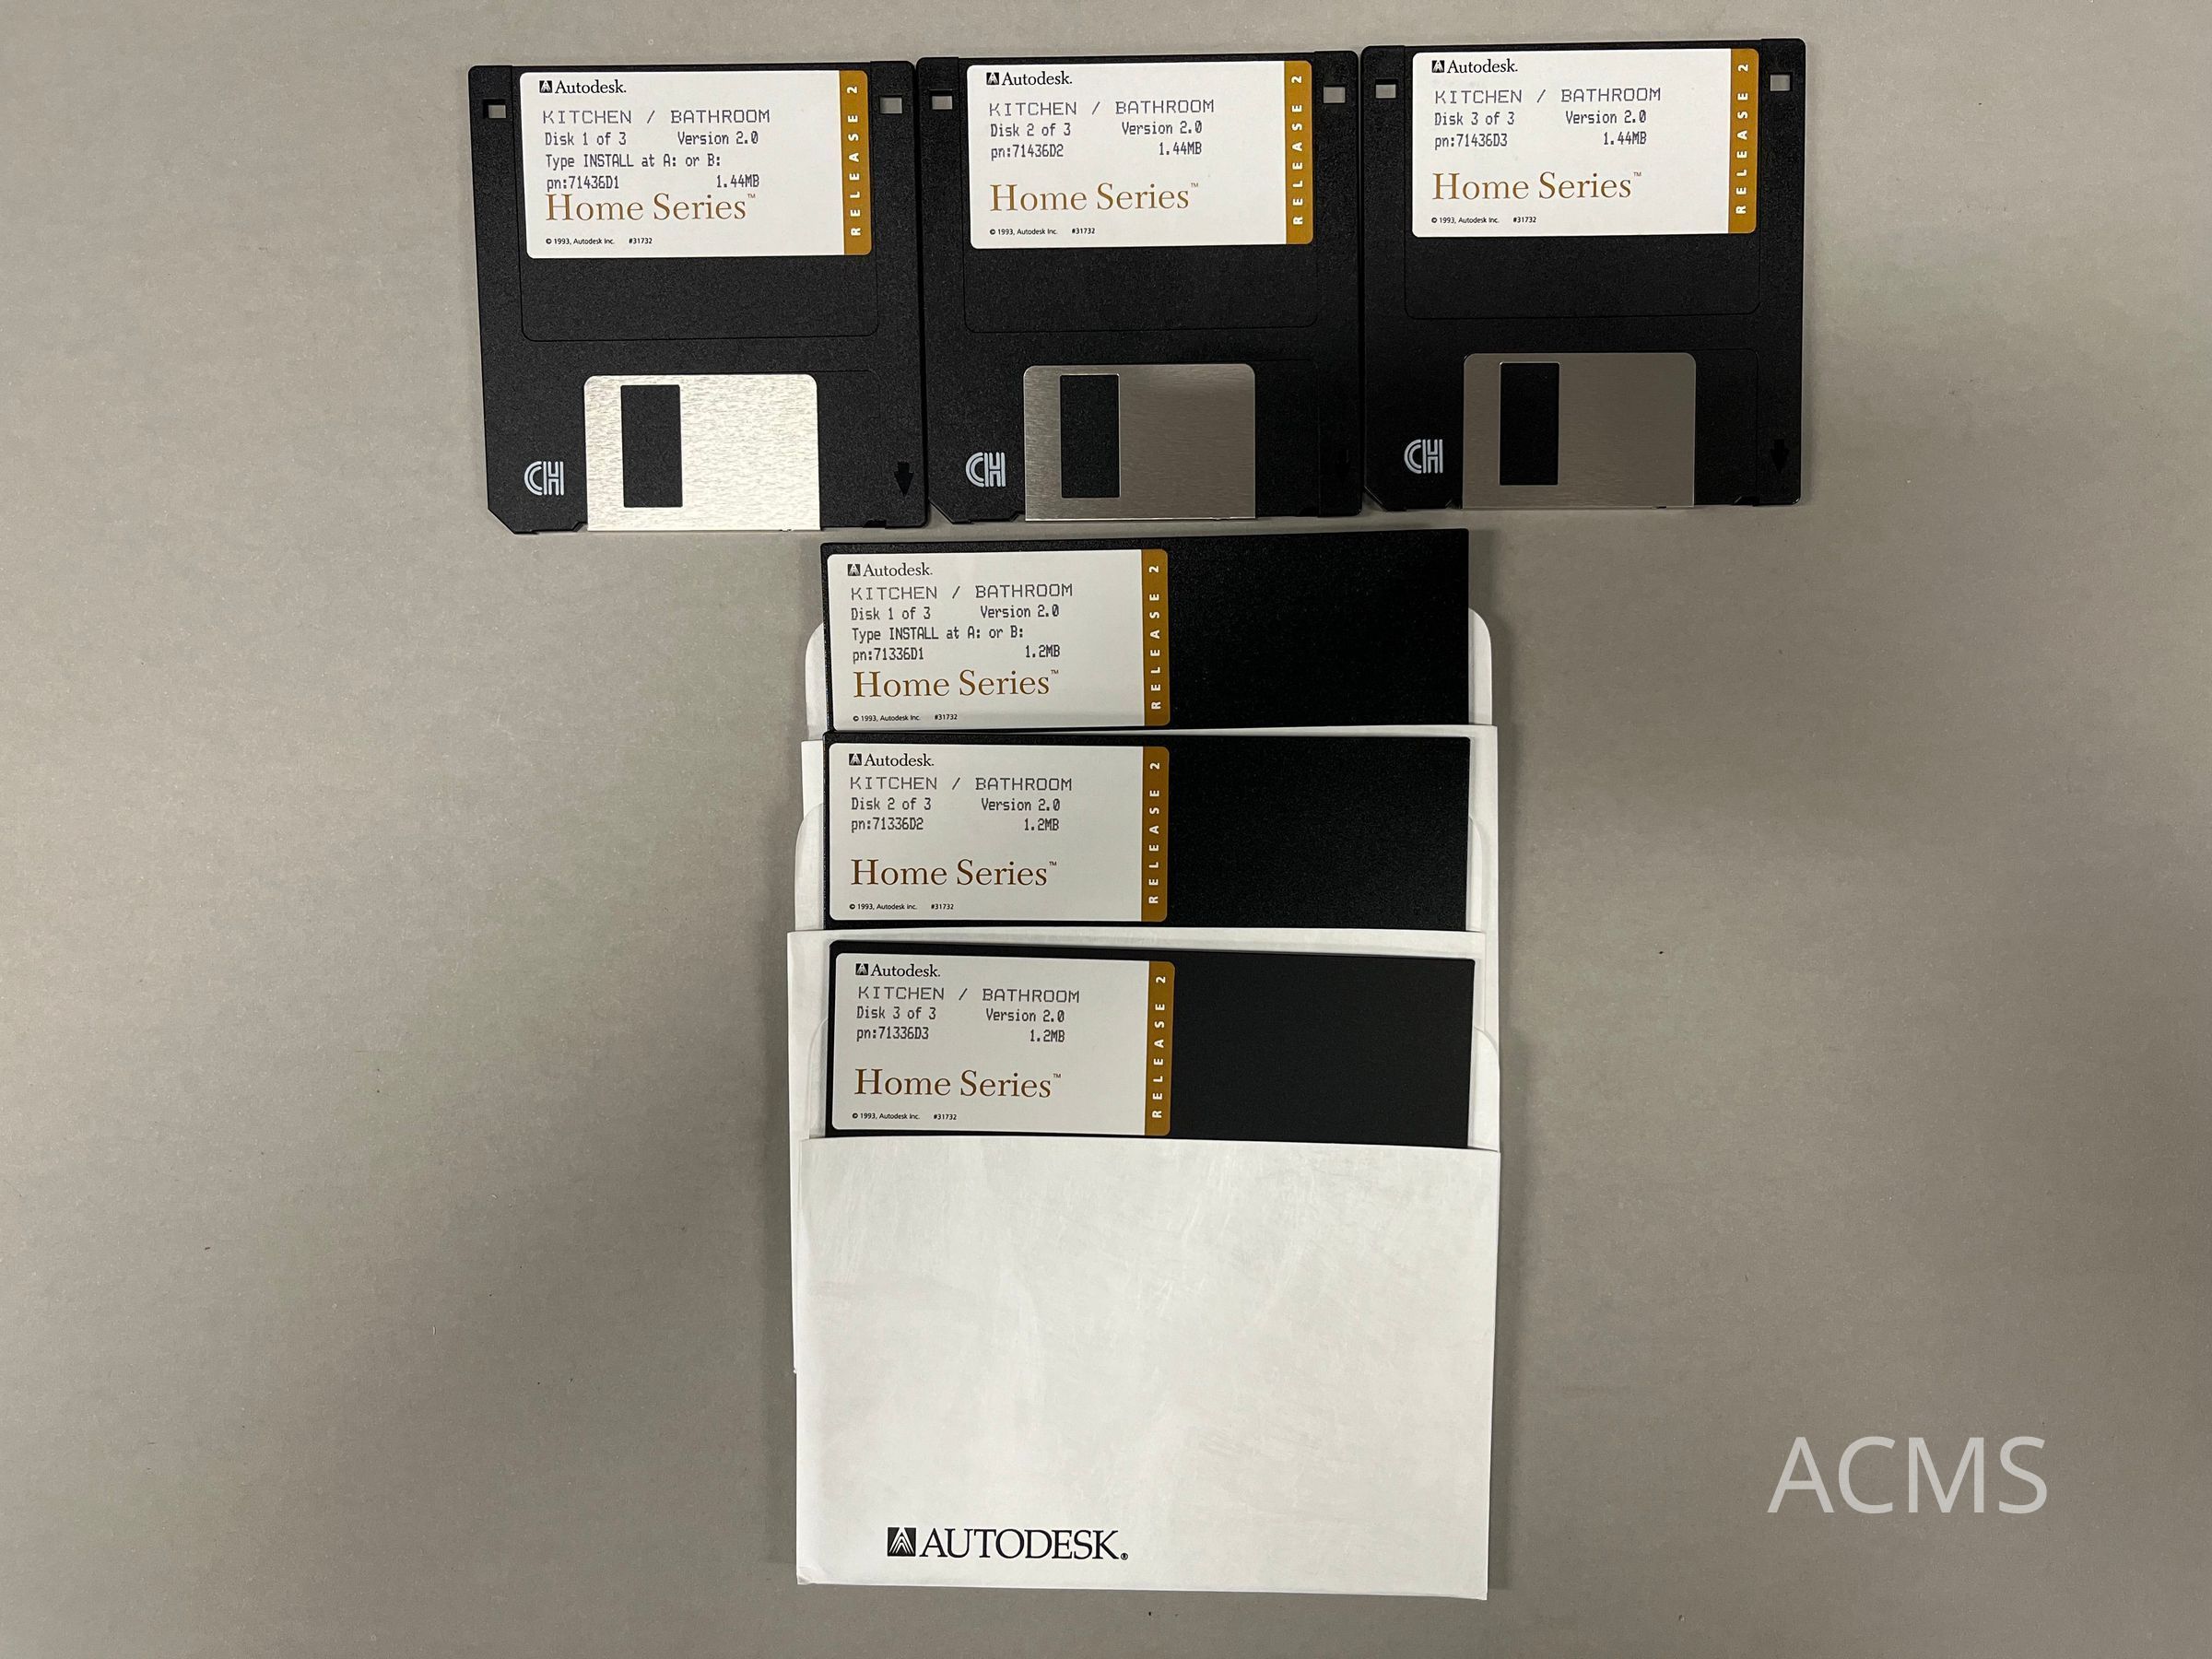 Autodesk.
KITCHEN / BATHROOM
Disk 1 of 3 Version 2.0
Type INSTALL at A: or B:
pn:71436D1 1.44MB
Home Series™
© 1993, Autodesk Inc. #31732
RELEASE 2
CH
Autodesk.
KITCHEN / BATHROOM
Disk 2 of 3 Version 2.0
pn:71436D2 1.44MB
Home Series™
© 1993, Autodesk Inc. #31732
RELEASE 2
CH
Autodesk.
KITCHEN / BATHROOM
Disk 3 of 3 Version 2.0
pn:71436D3 1.44MB
Home Series™
© 1993, Autodesk Inc. #31732
RELEASE 2
CH
Autodesk.
KITCHEN / BATHROOM
Disk 1 of 3 Version 2.0
Type INSTALL at A: or B:
pn:71336D1 1.2MB
Home Series™
© 1993, Autodesk Inc. #31732
RELEASE 2
Autodesk.
KITCHEN / BATHROOM
Disk 2 of 3 Version 2.0
pn:71336D2 1.2MB
Home Series™
© 1993, Autodesk Inc. #31732
RELEASE 2
Autodesk.
KITCHEN / BATHROOM
Disk 3 of 3 Version 2.0
pn:71336D3 1.2MB
Home Series™
© 1993, Autodesk Inc. #31732
RELEASE 2
AUTODESK®
ACMS